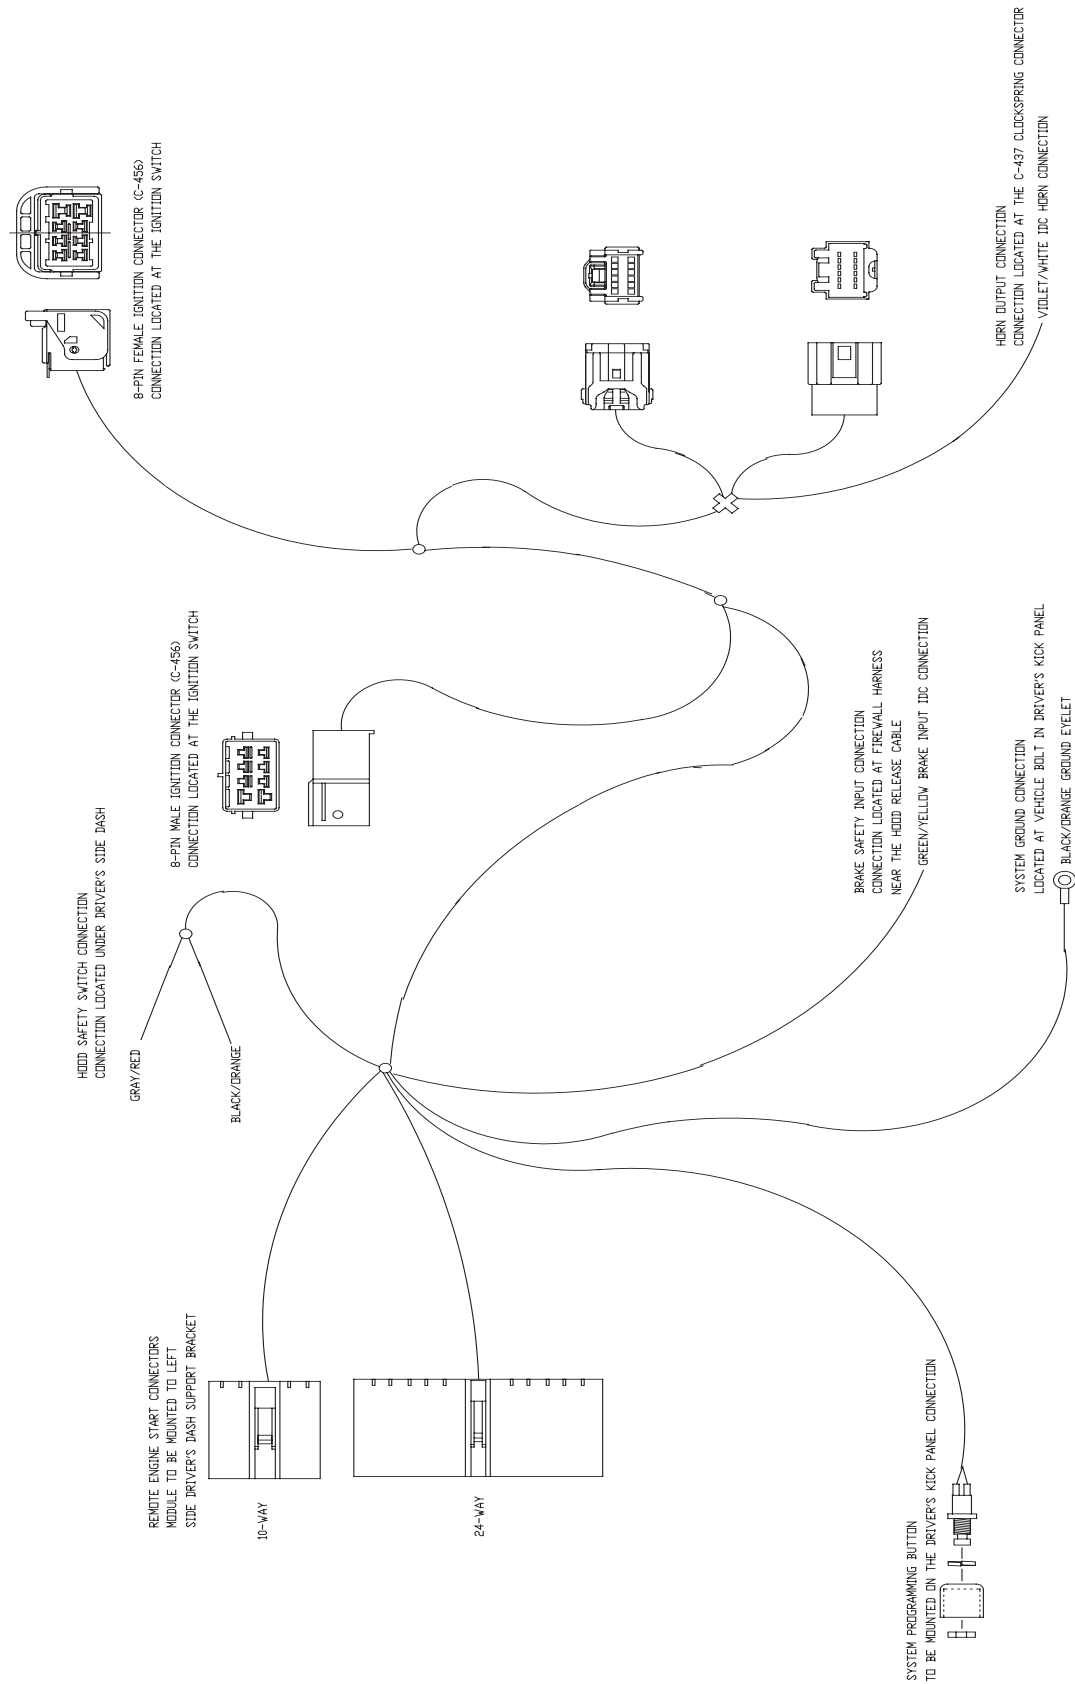 REMOTE ENGINE START CONNECTORS
MODULE TO BE MOUNTED TO LEFT
SIDE DRIVER'S DASH SUPPORT BRACKET
10-WAY
24-WAY
SYSTEM PROGRAMMING BUTTON
TO BE MOUNTED ON THE DRIVER'S KICK PANEL CONNECTION
HOOD SAFETY SWITCH CONNECTION
CONNECTION LOCATED UNDER DRIVER'S SIDE DASH
GRAY/RED
BLACK/ORANGE
8-PIN MALE IGNITION CONNECTOR (C-456)
CONNECTION LOCATED AT THE IGNITION SWITCH
BRAKE SAFETY INPUT CONNECTION
CONNECTION LOCATED AT FIREWALL HARNESS
NEAR THE HOOD RELEASE CABLE
GREEN/YELLOW BRAKE INPUT IDC CONNECTION
SYSTEM GROUND CONNECTION
LOCATED AT VEHICLE BOLT IN DRIVER'S KICK PANEL
BLACK/ORANGE GROUND EYELET
8-PIN FEMALE IGNITION CONNECTOR (C-456)
CONNECTION LOCATED AT THE IGNITION SWITCH
HORN OUTPUT CONNECTION
CONNECTION LOCATED AT THE C-437 CLOCKSPRING CONNECTOR
VIOLET/WHITE IDC HORN CONNECTION